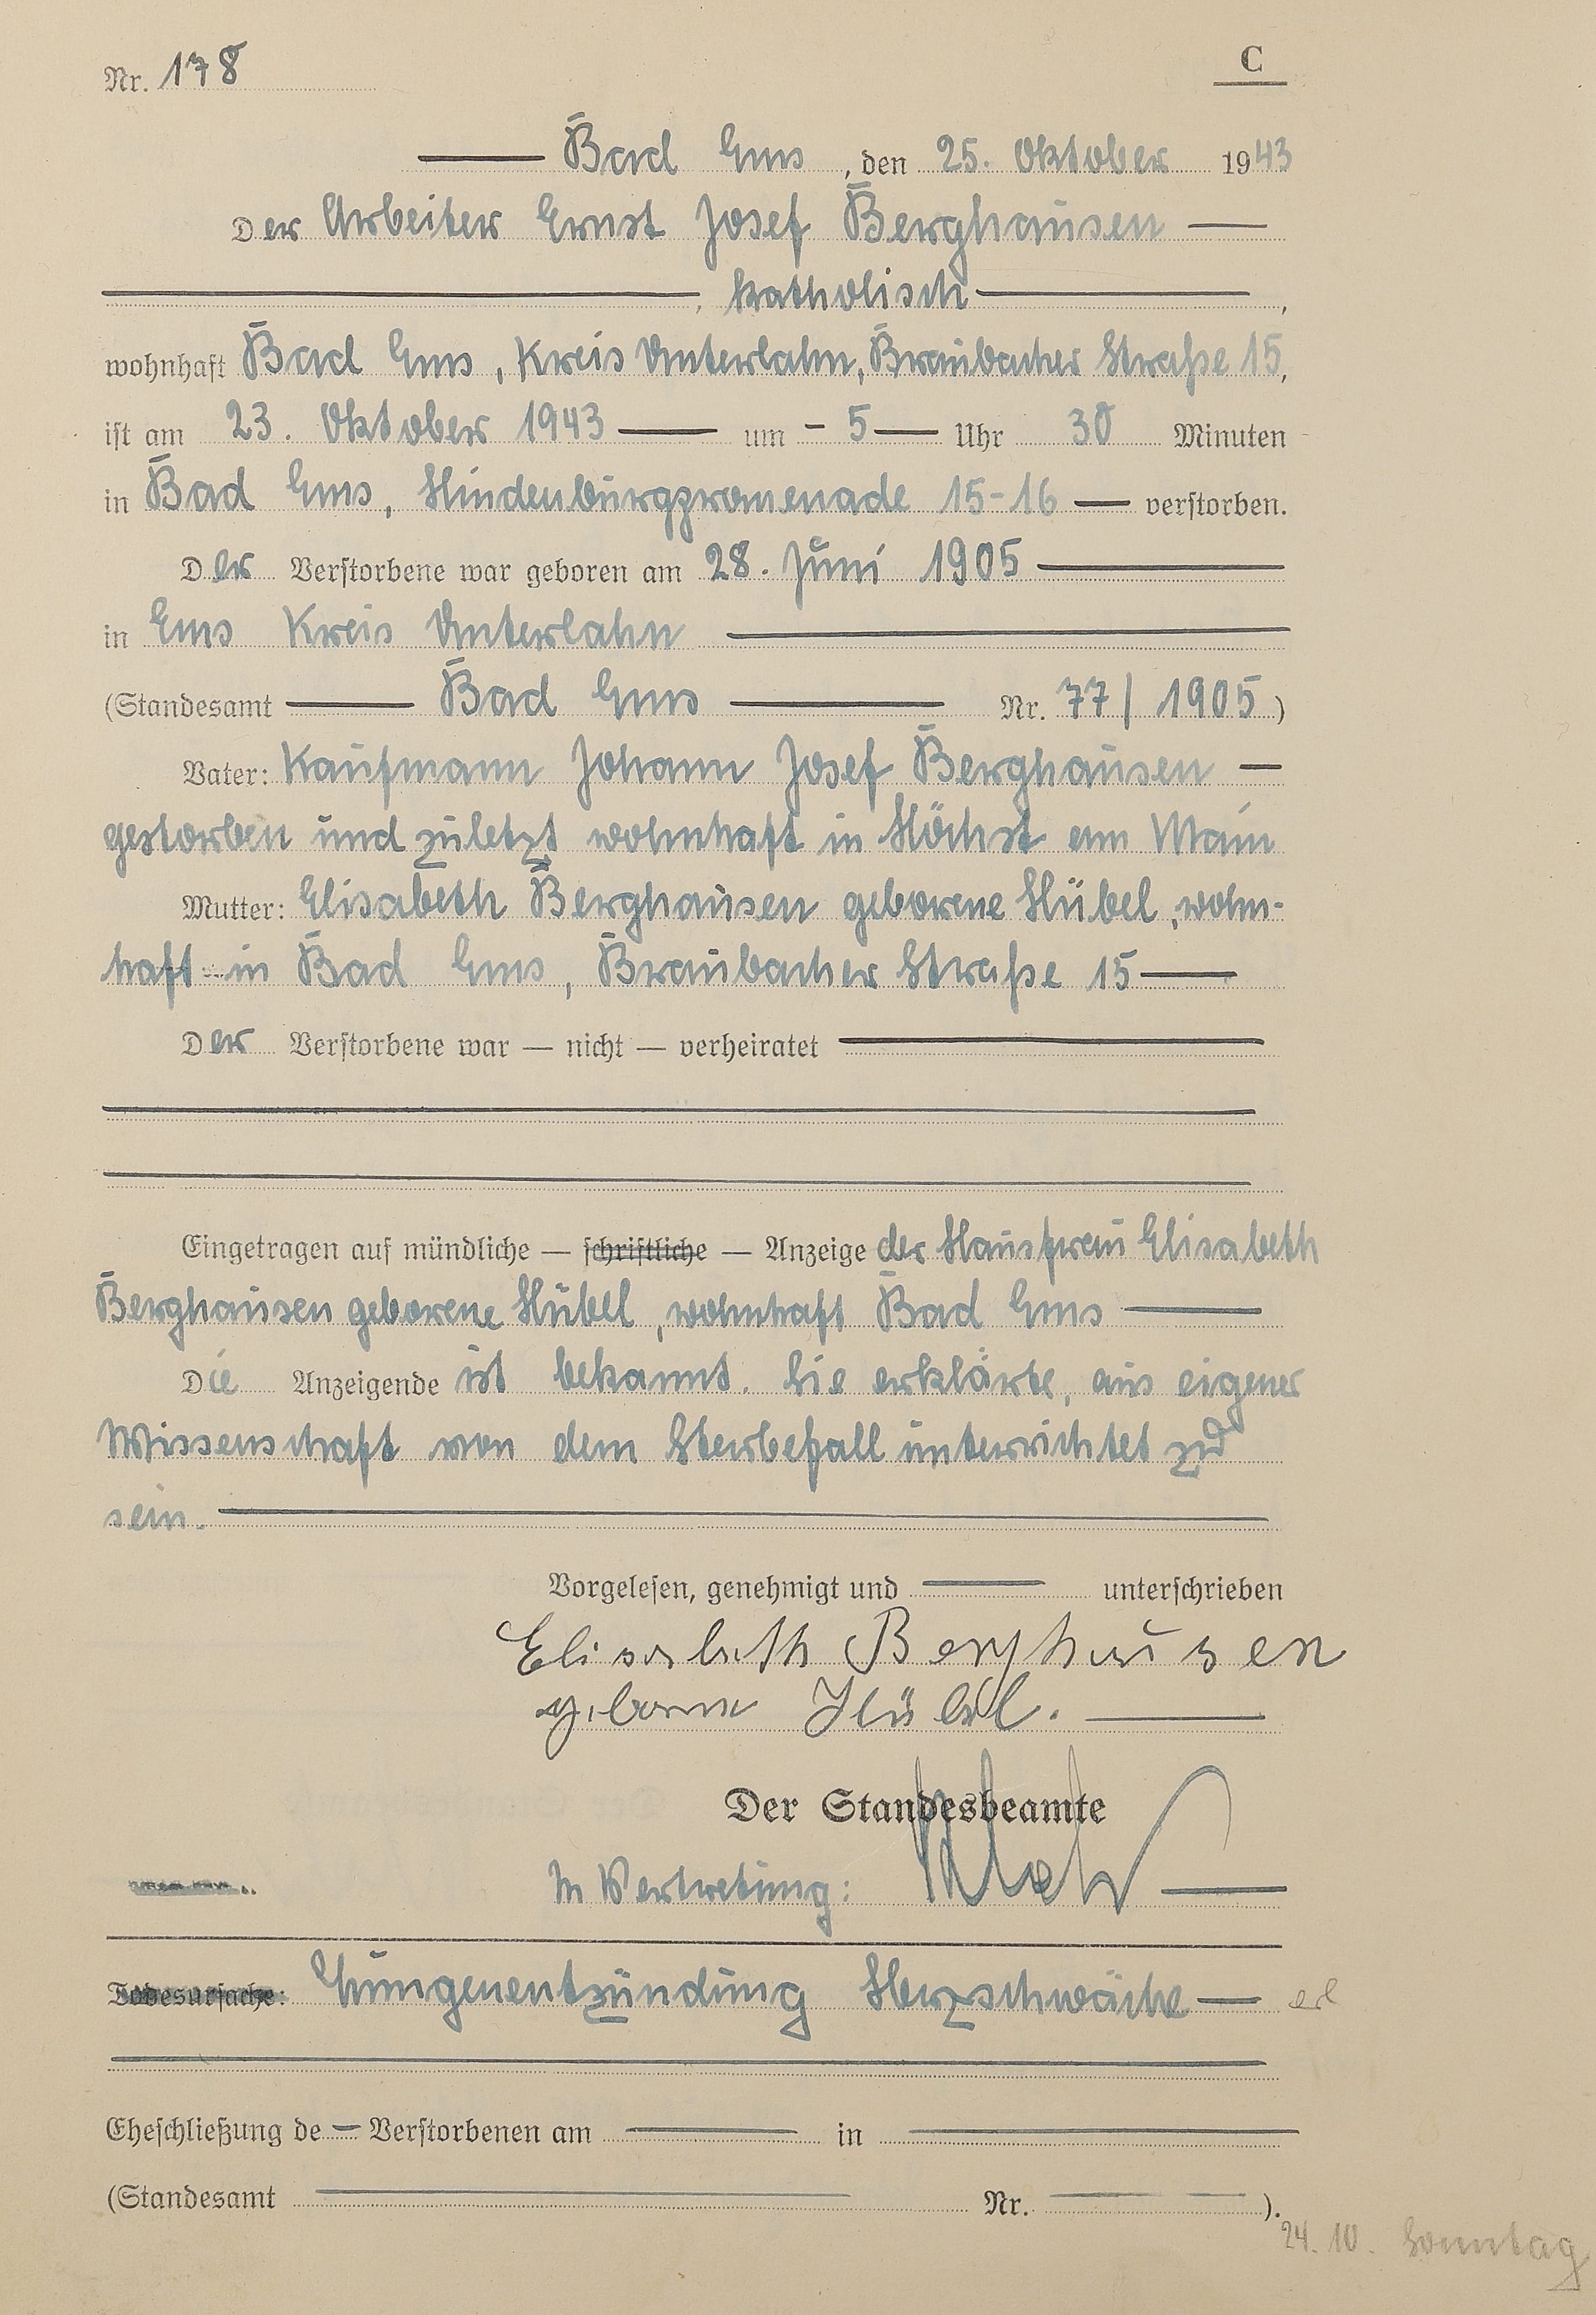 Nr. 178
C
Bad Ems, den 25. Oktober 1943
Der Arbeiter Ernst Josef Berghausen —
—, katholisch —,
wohnhaft Bad Ems, Kreis Unterlahn, Braubacher Straße 15,
ist am 23. Oktober 1943 — um - 5 — Uhr 30 Minuten
in Bad Ems, Hindenburgpromenade 15-16 — verstorben.
Der Verstorbene war geboren am 28. Juni 1905 —
in Ems Kreis Unterlahn —
(Standesamt — Bad Ems — Nr. 77/1905)
Vater: Kaufmann Johann Josef Berghausen —
gestorben und zuletzt wohnhaft in Höchst am Main
Mutter: Elisabeth Berghausen geborene Hübel, wohn-
haft in Bad Ems, Braubacher Straße 15 —
Der Verstorbene war — nicht — verheiratet —
Eingetragen auf mündliche — schriftliche — Anzeige der Hausfrau Elisabeth
Berghausen geborene Hübel, wohnhaft Bad Ems —
Die Anzeigende ist bekannt. Sie erklärte, aus eigener
Wissenschaft von dem Sterbefall unterrichtet zu
sein. —
Vorgelesen, genehmigt und — unterschrieben
Elisabeth Berghausen
geborene Hübel. —
Der Standesbeamte
In Vertretung:
Todesursache: Lungenentzündung Herzschwäche —
Eheschließung de — Verstorbenen am — in —
(Standesamt — Nr. — ).
24. 10. Sonntag